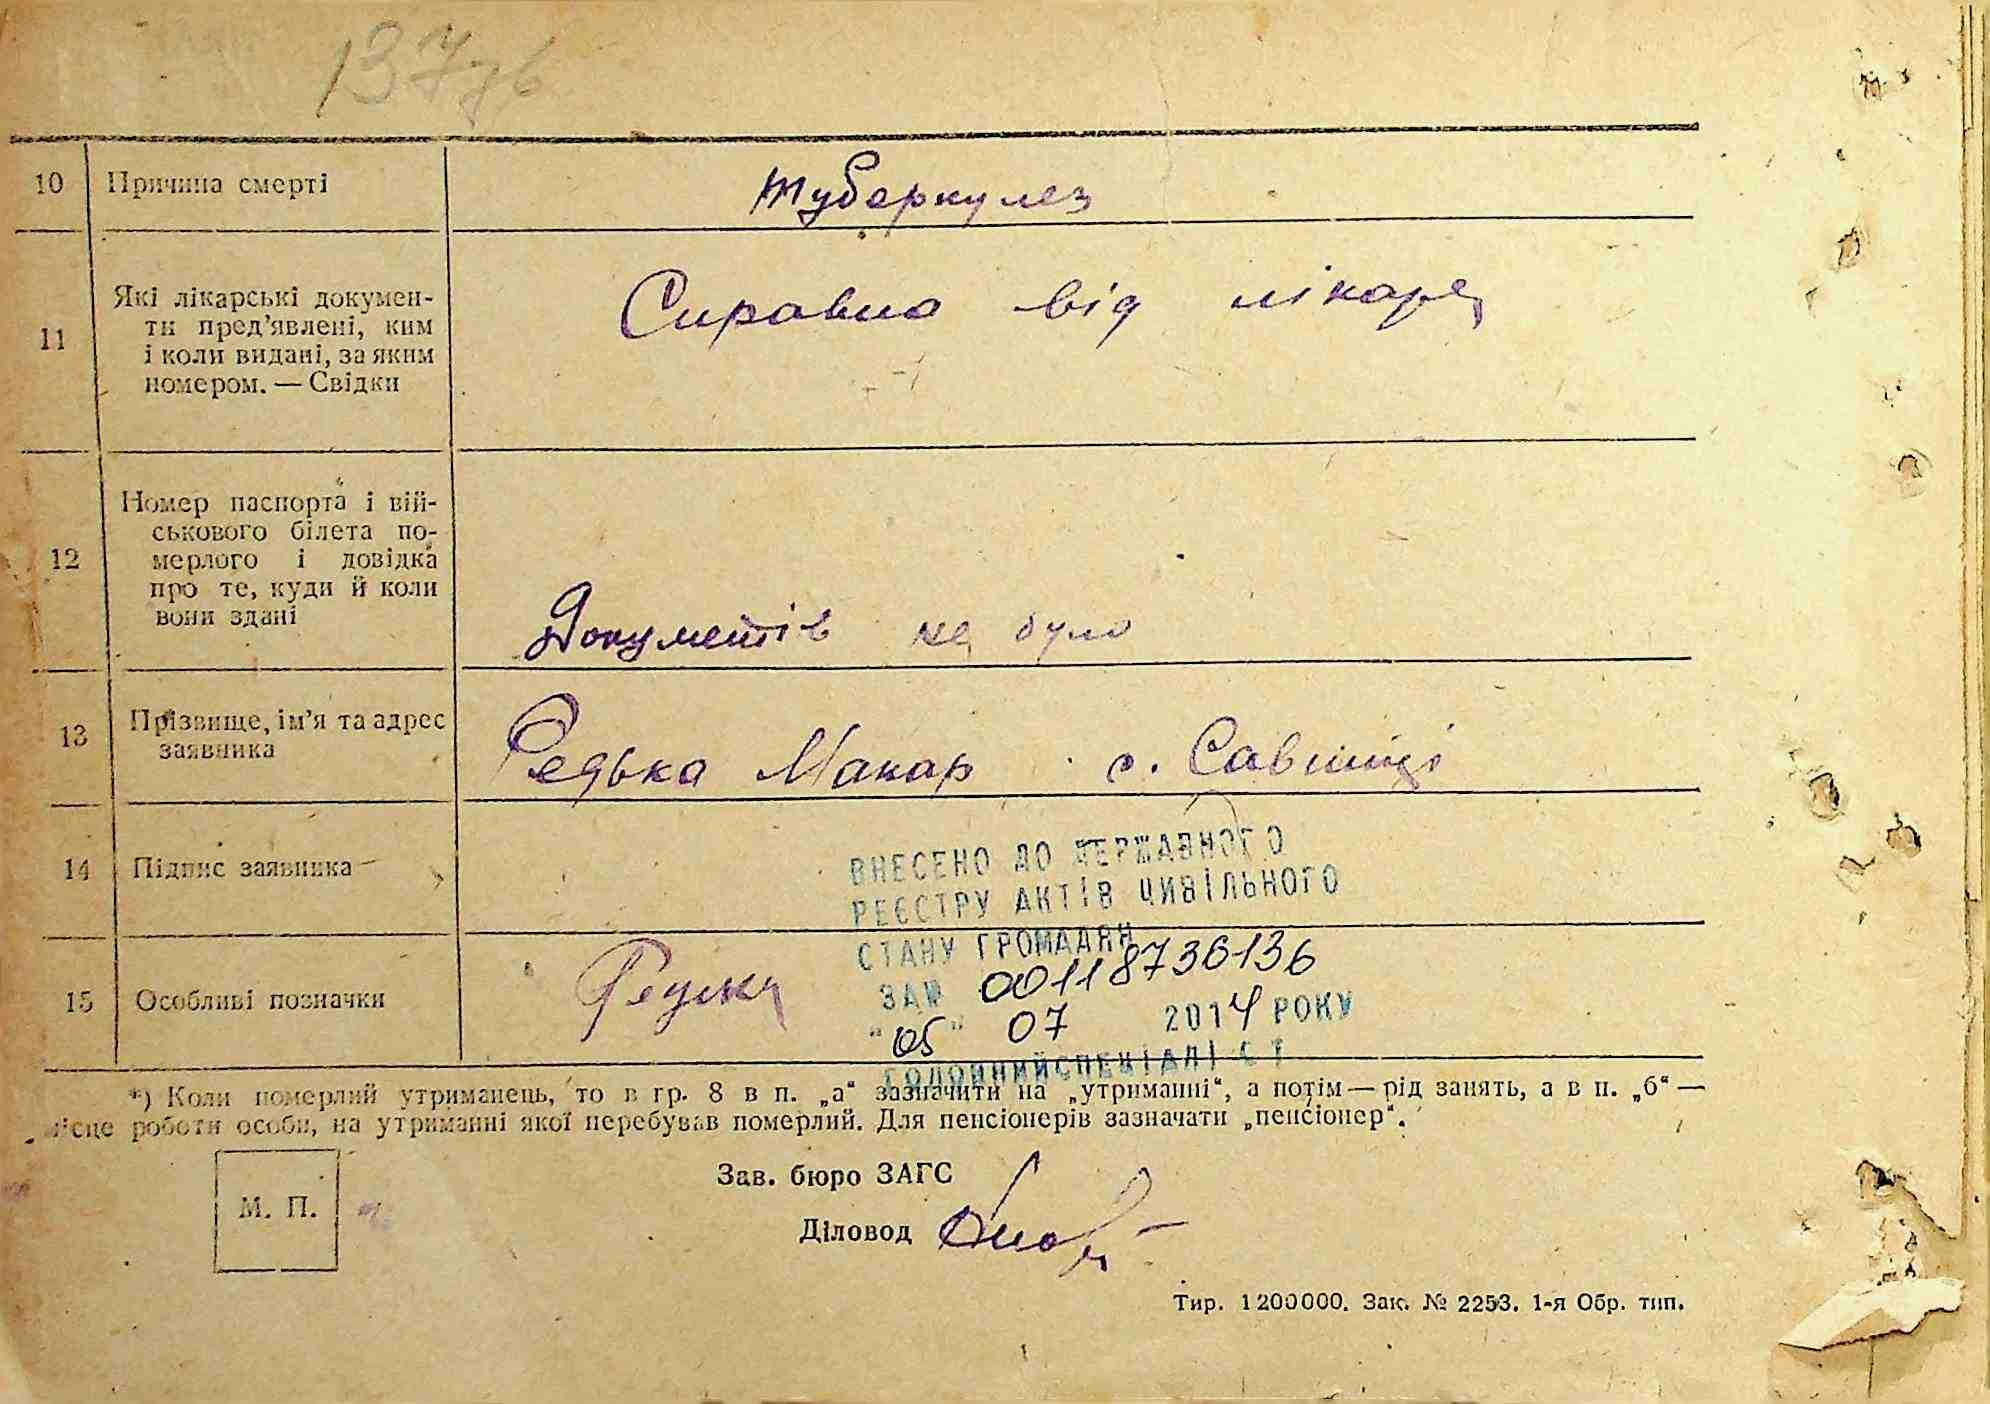 137
10 Причина смерті туберкулез
11 Які лікарські докумен-
ти пред’явлені, ким
і коли видані, за яким
номером. — Свідки
Справка від лікаря
12 Номер паспорта і вій-
ськового білета по-
мерлого і довідка
про те, куди й коли
вони здані
Документів не було
13 Прізвище, ім’я та адрес
заявника
Редька Макар с. Савинці
14 Підпис заявника
ВНЕСЕНО ДО ДЕРЖАВНОГО
РЕЄСТРУ АКТІВ ЦИВІЛЬНОГО
СТАНУ ГРОМАДЯН
ЗА№ 00118736136
15 Особливі позначки
"05" 07 2014 РОКУ
ГОЛОВНИЙ СПЕЦІАЛІСТ
*) Коли померлий утриманець, то в гр. 8 в п. „а“ зазначити на „утриманні“, а потім — рід занять, а в п. „б“ —
місце роботи особи, на утриманні якої перебував померлий. Для пенсіонерів зазначати „пенсіонер“.
Зав. бюро ЗАГС
М. П.
Діловод
Тир. 1200000. Зак. № 2253. 1-я Обр. тип.